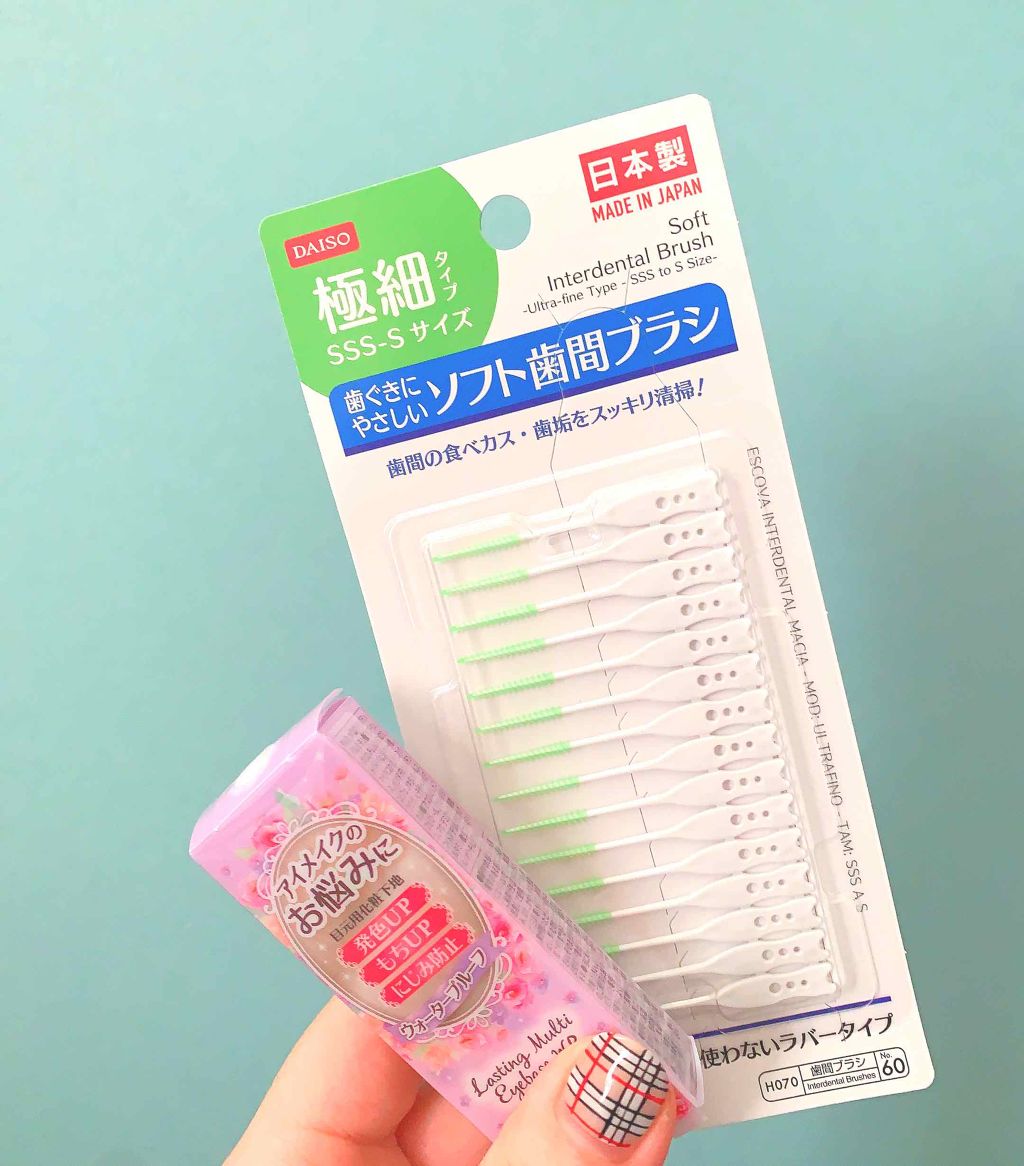 日本製
MADE IN JAPAN
DAISO
極細タイプ
SSS-S サイズ
Soft
Interdental Brush
-Ultra-fine Type - SSS to S Size-
歯ぐきに
やさしい
ソフト歯間ブラシ
歯間の食べカス・歯垢をスッキリ清掃!
ESCOVA INTERDENTAL MACIA - MOD: ULTRAFINO - TAM: SSS A S
使わないラバータイプ
H070
歯間ブラシ
Interdental Brushes
No.
60
アイメイクの
お悩みに
目元用化粧下地
発色UP
もちUP
にじみ防止
ウォータープルーフ
Lasting Multi
Eyebase WP